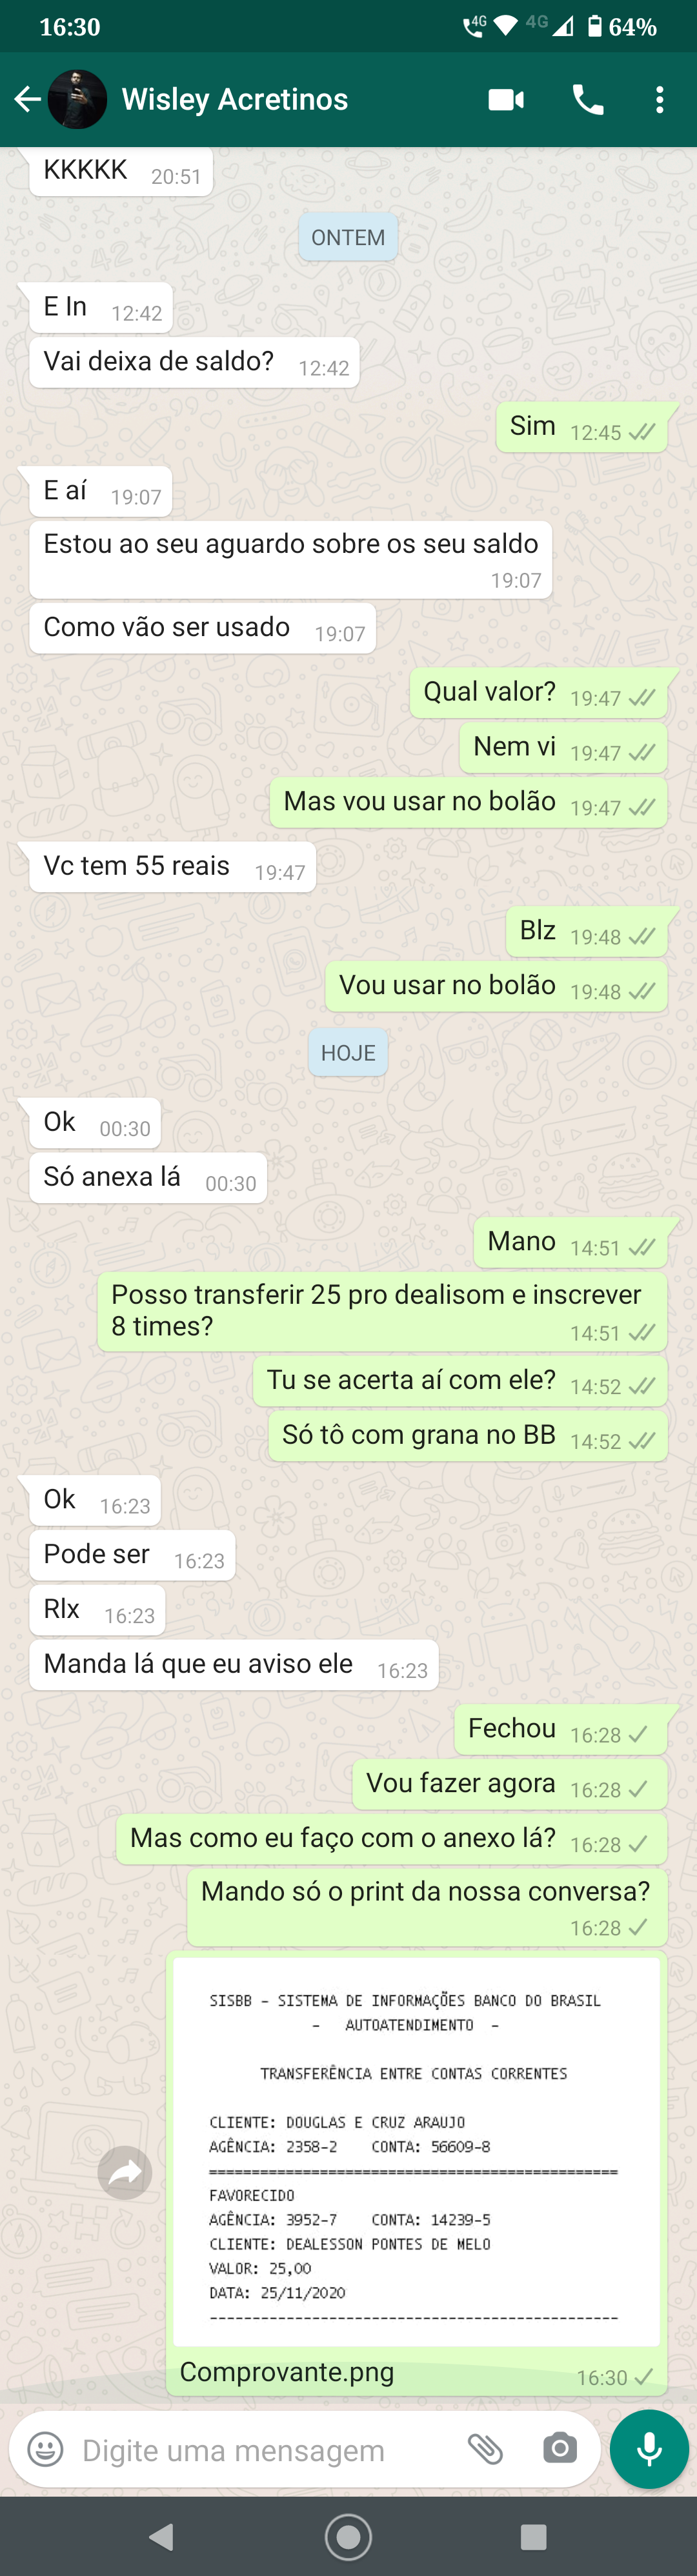 16:30
4G
4G
64%
Wisley Acretinos
KKKKK 20:51
ONTEM
E In 12:42
Vai deixa de saldo? 12:42
Sim 12:45
E aí 19:07
Estou ao seu aguardo sobre os seu saldo
19:07
Como vão ser usado 19:07
Qual valor? 19:47
Nem vi 19:47
Mas vou usar no bolão 19:47
Vc tem 55 reais 19:47
Blz 19:48
Vou usar no bolão 19:48
HOJE
Ok 00:30
Só anexa lá 00:30
Mano 14:51
Posso transferir 25 pro dealisom e inscrever
8 times? 14:51
Tu se acerta aí com ele? 14:52
Só tô com grana no BB 14:52
Ok 16:23
Pode ser 16:23
Rlx 16:23
Manda lá que eu aviso ele 16:23
Fechou 16:28
Vou fazer agora 16:28
Mas como eu faço com o anexo lá? 16:28
Mando só o print da nossa conversa?
16:28
SISBB - SISTEMA DE INFORMAÇÕES BANCO DO BRASIL
- AUTOATENDIMENTO -
TRANSFERÊNCIA ENTRE CONTAS CORRENTES
CLIENTE: DOUGLAS E CRUZ ARAUJO
AGÊNCIA: 2358-2 CONTA: 56609-8
================================================
FAVORECIDO
AGÊNCIA: 3952-7 CONTA: 14239-5
CLIENTE: DEALESSON PONTES DE MELO
VALOR: 25,00
DATA: 25/11/2020
------------------------------------------------
Comprovante.png 16:30
Digite uma mensagem